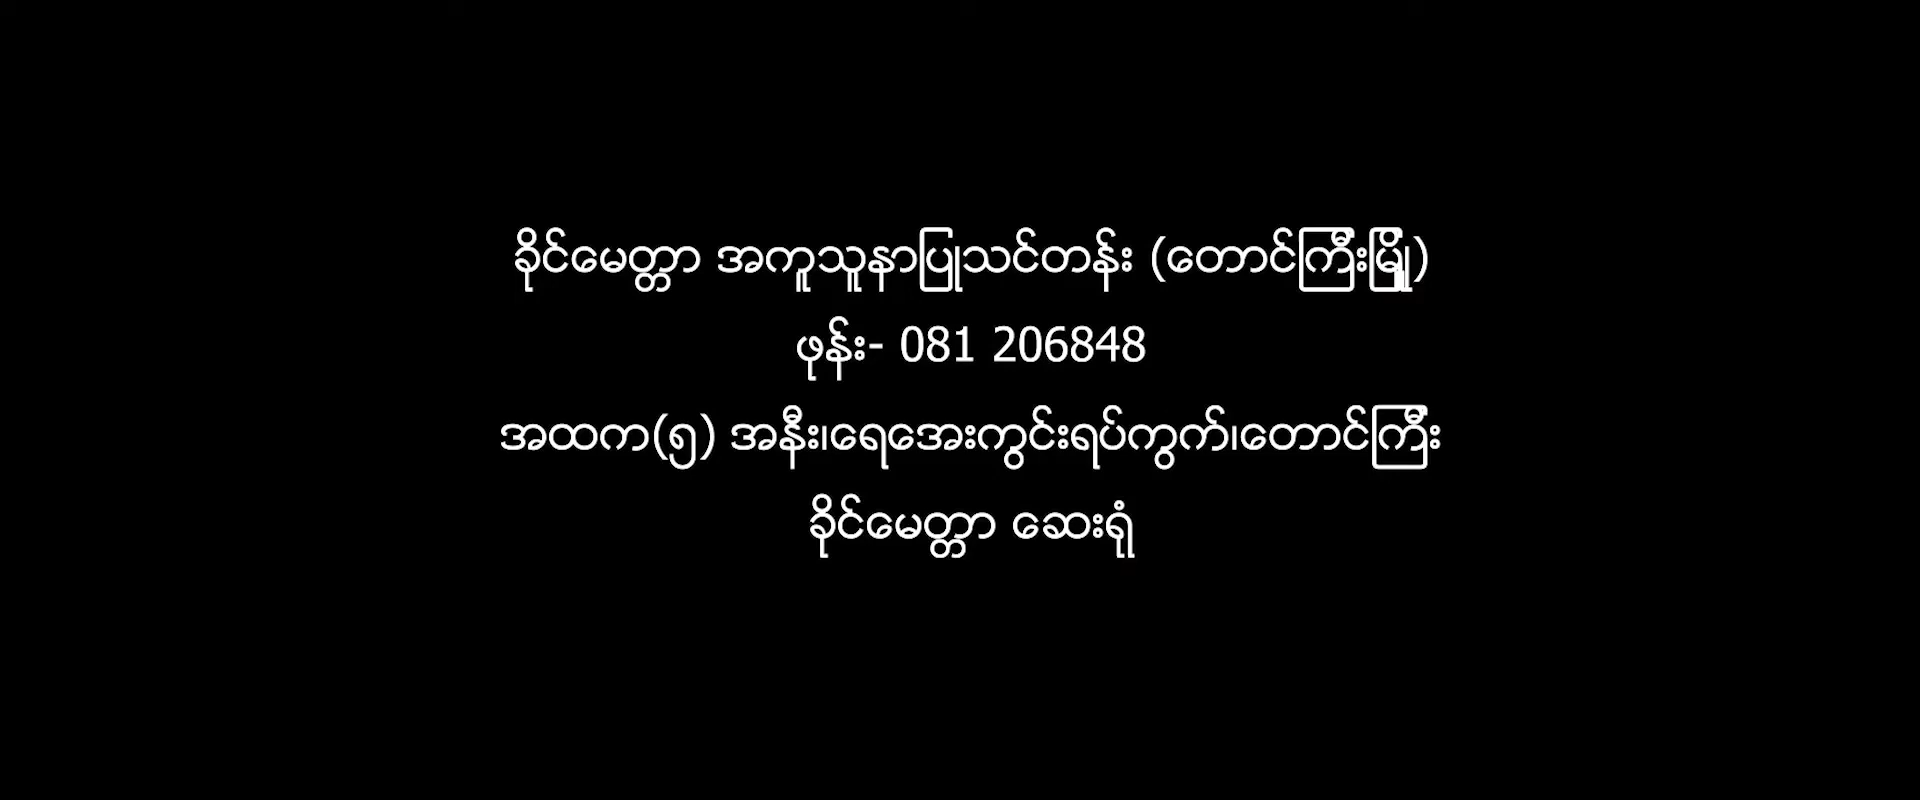 ခိုင်မေတ္တာ အကူသူနာပြုသင်တန်း (တောင်ကြီးမြို့)
ဖုန်း- 081 206848
အထက(၅) အနီး၊ရေအေးကွင်းရပ်ကွက်၊တောင်ကြီး
ခိုင်မေတ္တာ ဆေးရုံ